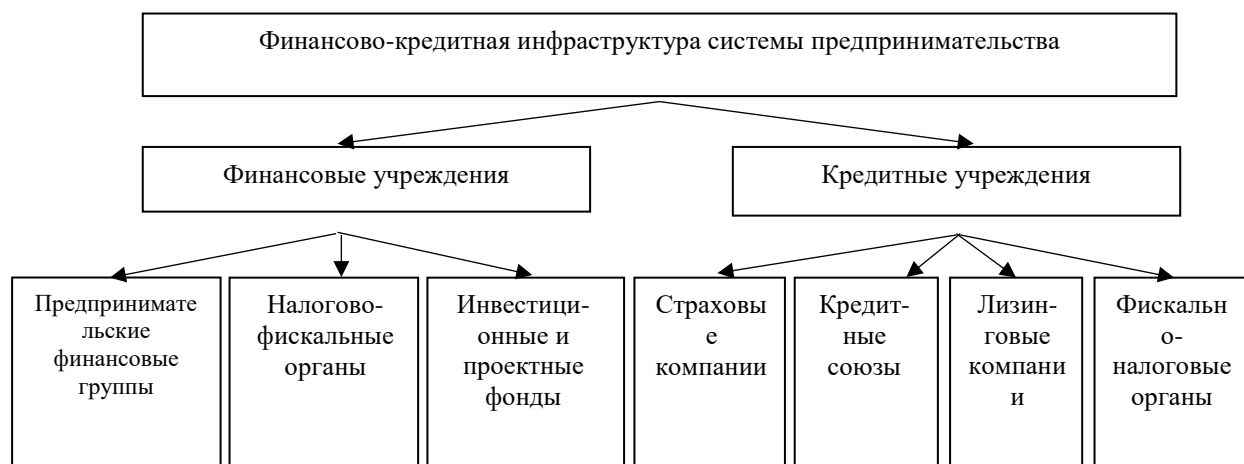 Финансово-кредитная инфраструктура системы предпринимательства
Финансовые учреждения
Кредитные учреждения
Предпринимате
льские
финансовые
группы
Налогово-
фискальные
органы
Инвестици-
онные и
проектные
фонды
Страховы
е
компании
Кредит-
ные
союзы
Лизин-
говые
компани
и
Фискальн
о-
налоговые
органы